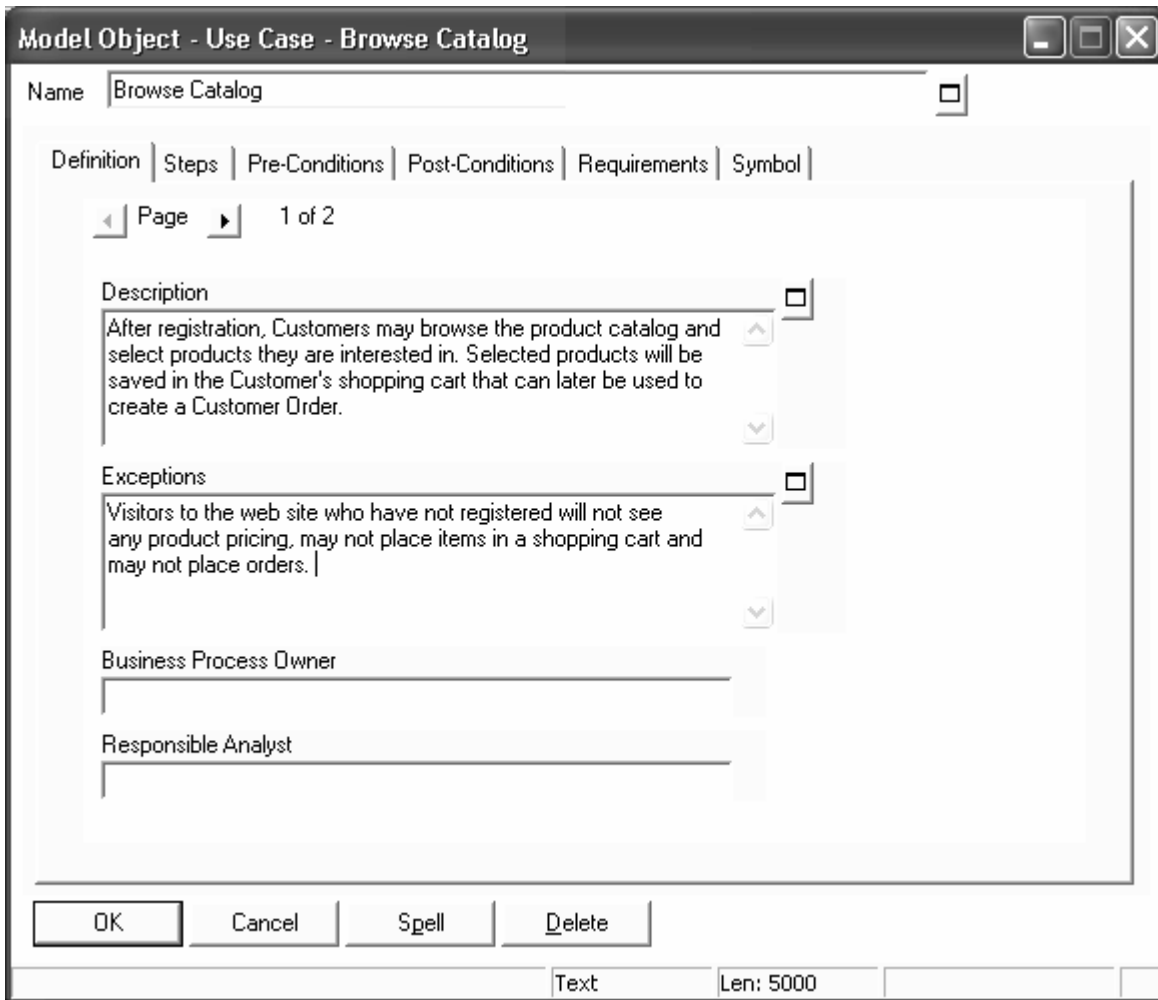 Model Object - Use Case - Browse Catalog
Name Browse Catalog
Definition Steps Pre-Conditions Post-Conditions Requirements Symbol
Page 1 of 2
Description
After registration, Customers may browse the product catalog and
select products they are interested in. Selected products will be
saved in the Customer's shopping cart that can later be used to
create a Customer Order.
Exceptions
Visitors to the web site who have not registered will not see
any product pricing, may not place items in a shopping cart and
may not place orders.
Business Process Owner
Responsible Analyst
OK Cancel Spell Delete
Text Len: 5000